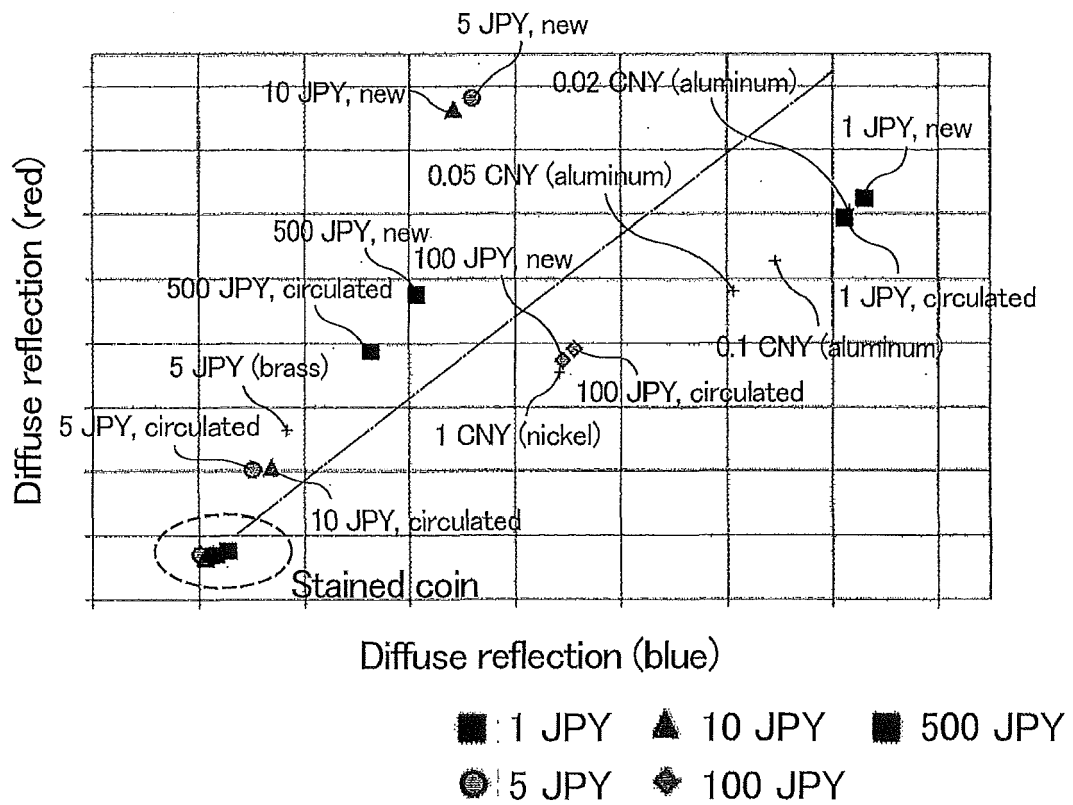 5 JPY, new
10 JPY, new
0.02 CNY (aluminum)
1 JPY, new
0.05 CNY (aluminum)
500 JPY, new
100 JPY, new
500 JPY, circulated
1 JPY, circulated
0.1 CNY (aluminum)
5 JPY (brass)
100 JPY, circulated
5 JPY, circulated
1 CNY (nickel)
10 JPY, circulated
Stained coin
Diffuse reflection (red)
Diffuse reflection (blue)
1 JPY 10 JPY 500 JPY
5 JPY 100 JPY